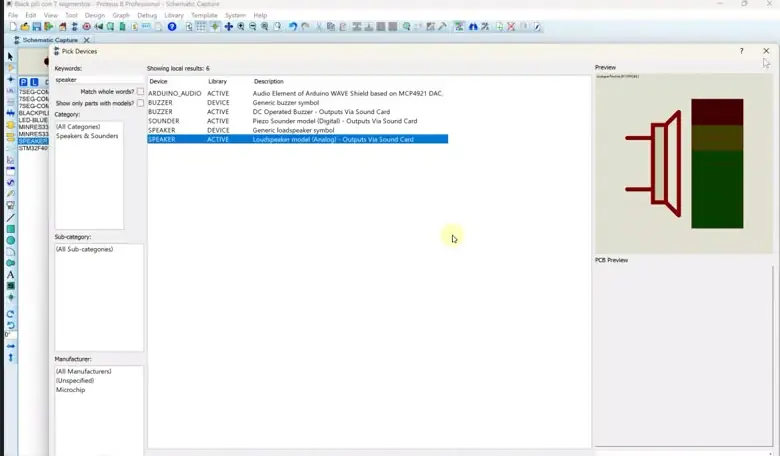 Black pill con 7 segmentos - Proteus 8 Professional - Schematic Capture
File Edit View Tool Design Graph Debug Library Template System Help
Schematic Capture
Pick Devices
Keywords:
speaker
Match whole words?
Show only parts with models?
Category:
(All Categories)
Speakers & Sounders
Sub-category:
(All Sub-categories)
Manufacturer:
(All Manufacturers)
(Unspecified)
Microchip
P L
7SEG-COM
7SEG-COM
7SEG-COM
BLACKPIL
LED-BLUE
MINRES33
MINRES33
SPEAKER
STM32F40
Showing local results: 6
Device Library Description
ARDUINO_AUDIO ACTIVE Audio Element of Arduino WAVE Shield based on MCP4921 DAC.
BUZZER DEVICE Generic buzzer symbol
BUZZER ACTIVE DC Operated Buzzer - Outputs Via Sound Card
SOUNDER ACTIVE Piezo Sounder model (Digital) - Outputs Via Sound Card
SPEAKER DEVICE Generic loudspeaker symbol
SPEAKER ACTIVE Loudspeaker model (Analog) - Outputs Via Sound Card
Preview
PCB Preview